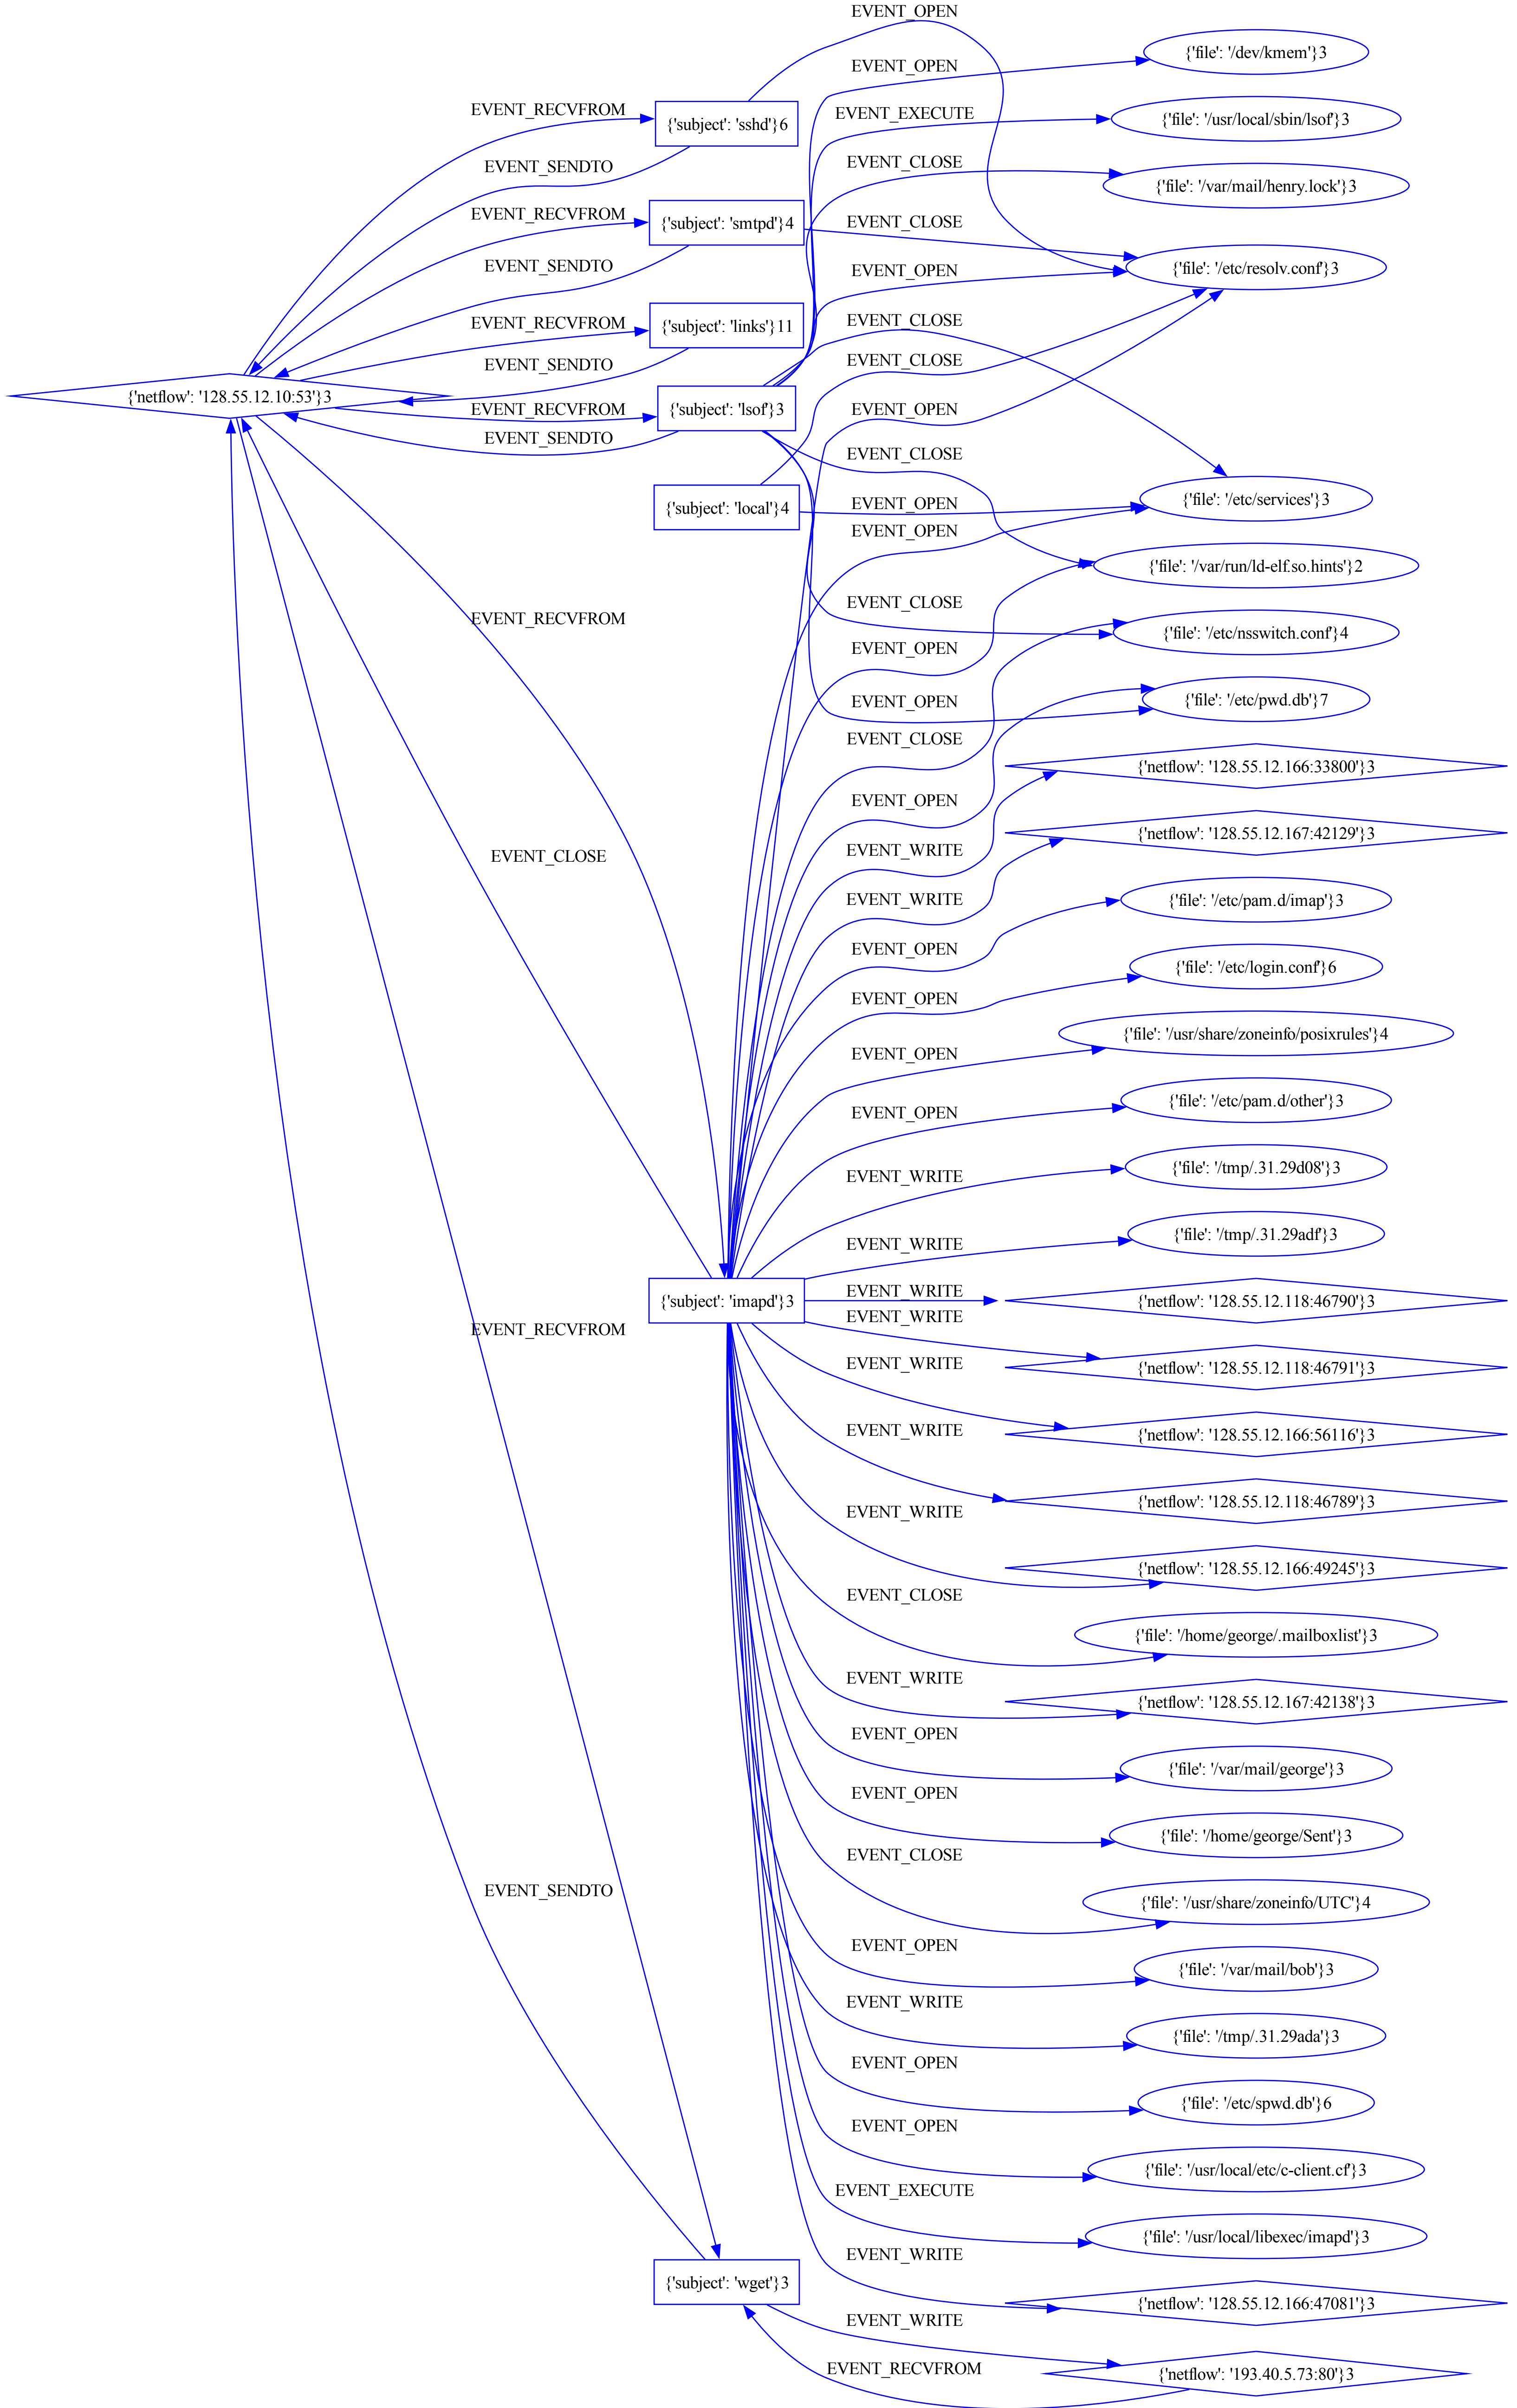 EVENT_OPEN
{'file': '/dev/kmem'}3
EVENT_OPEN
EVENT_RECVFROM
{'subject': 'sshd'}6
EVENT_EXECUTE
{'file': '/usr/local/sbin/lsof'}3
EVENT_SENDTO
EVENT_CLOSE
{'file': '/var/mail/henry.lock'}3
EVENT_RECVFROM
{'subject': 'smtpd'}4
EVENT_CLOSE
EVENT_SENDTO
EVENT_OPEN
{'file': '/etc/resolv.conf'}3
EVENT_RECVFROM
{'subject': 'links'}11
EVENT_CLOSE
EVENT_SENDTO
EVENT_CLOSE
{'netflow': '128.55.12.10:53'}3
EVENT_RECVFROM
{'subject': 'lsof'}3
EVENT_OPEN
EVENT_SENDTO
EVENT_CLOSE
{'subject': 'local'}4
EVENT_OPEN
{'file': '/etc/services'}3
EVENT_OPEN
{'file': '/var/run/ld-elf.so.hints'}2
EVENT_RECVFROM
EVENT_CLOSE
{'file': '/etc/nsswitch.conf'}4
EVENT_OPEN
EVENT_OPEN
{'file': '/etc/pwd.db'}7
EVENT_CLOSE
{'netflow': '128.55.12.166:33800'}3
EVENT_OPEN
{'netflow': '128.55.12.167:42129'}3
EVENT_CLOSE
EVENT_WRITE
EVENT_WRITE
{'file': '/etc/pam.d/imap'}3
EVENT_OPEN
{'file': '/etc/login.conf'}6
EVENT_OPEN
{'file': '/usr/share/zoneinfo/posixrules'}4
EVENT_OPEN
{'file': '/etc/pam.d/other'}3
EVENT_OPEN
{'file': '/tmp/.31.29d08'}3
EVENT_WRITE
{'file': '/tmp/.31.29adf'}3
EVENT_WRITE
{'subject': 'imapd'}3
EVENT_WRITE
{'netflow': '128.55.12.118:46790'}3
EVENT_RECVFROM
EVENT_WRITE
{'netflow': '128.55.12.118:46791'}3
EVENT_WRITE
{'netflow': '128.55.12.166:56116'}3
EVENT_WRITE
{'netflow': '128.55.12.118:46789'}3
EVENT_WRITE
{'netflow': '128.55.12.166:49245'}3
EVENT_CLOSE
{'file': '/home/george/.mailboxlist'}3
EVENT_WRITE
{'netflow': '128.55.12.167:42138'}3
EVENT_OPEN
{'file': '/var/mail/george'}3
EVENT_OPEN
{'file': '/home/george/Sent'}3
EVENT_SENDTO
EVENT_CLOSE
{'file': '/usr/share/zoneinfo/UTC'}4
EVENT_OPEN
{'file': '/var/mail/bob'}3
EVENT_WRITE
{'file': '/tmp/.31.29ada'}3
EVENT_OPEN
{'file': '/etc/spwd.db'}6
EVENT_OPEN
{'file': '/usr/local/etc/c-client.cf'}3
EVENT_EXECUTE
{'file': '/usr/local/libexec/imapd'}3
{'subject': 'wget'}3
EVENT_WRITE
{'netflow': '128.55.12.166:47081'}3
EVENT_WRITE
EVENT_RECVFROM
{'netflow': '193.40.5.73:80'}3